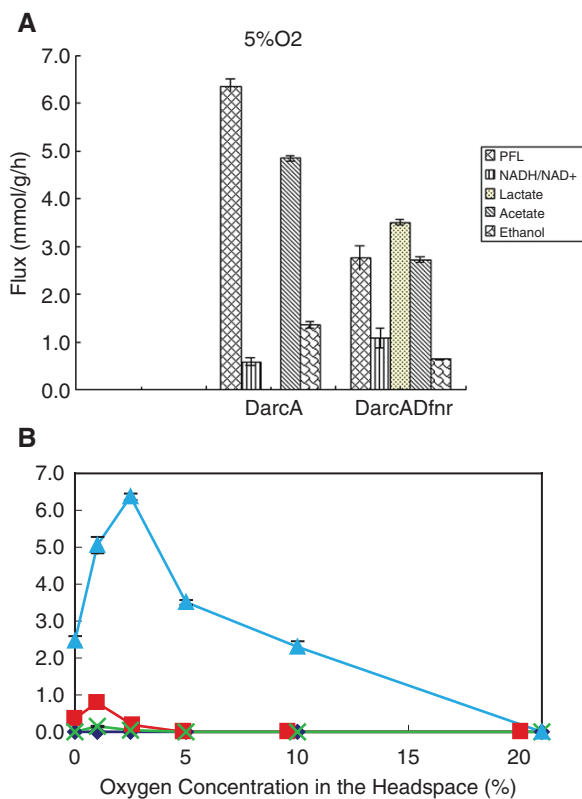 A
5%O2
Flux (mmol/g/h)
7.0
6.0
5.0
4.0
3.0
2.0
1.0
0.0
PFL
NADH/NAD+
Lactate
Acetate
Ethanol
DarcA DarcADfnr
B
7.0
6.0
5.0
4.0
3.0
2.0
1.0
0.0
0 5 10 15 20
Oxygen Concentration in the Headspace (%)